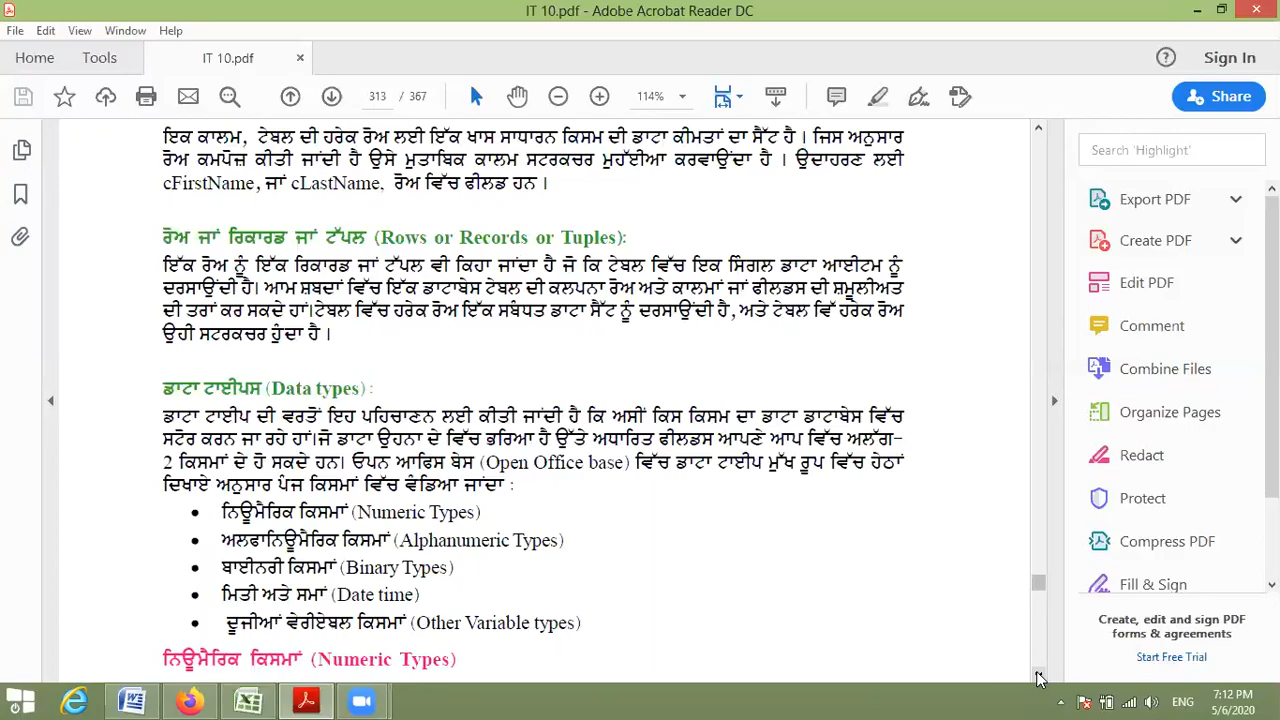 IT 10.pdf - Adobe Acrobat Reader DC
File Edit View Window Help
Home Tools IT 10.pdf × Sign In
313 / 367 114% Share
ਇਕ ਕਾਲਮ, ਟੇਬਲ ਦੀ ਹਰੇਕ ਰੋਅ ਲਈ ਇੱਕ ਖਾਸ ਸਾਧਾਰਨ ਕਿਸਮ ਦੀ ਡਾਟਾ ਕੀਮਤਾਂ ਦਾ ਸੈੱਟ ਹੈ । ਜਿਸ ਅਨੁਸਾਰ
ਰੋਅ ਕਮਪੋਜ਼ ਕੀਤੀ ਜਾਂਦੀ ਹੈ ਉਸੇ ਮੁਤਾਬਿਕ ਕਾਲਮ ਸਟਰਕਚਰ ਮੁਹੱਈਆ ਕਰਵਾਉਂਦਾ ਹੈ । ਉਦਾਹਰਣ ਲਈ
cFirstName, ਜਾਂ cLastName, ਰੋਅ ਵਿੱਚ ਫੀਲਡ ਹਨ ।
ਰੋਅ ਜਾਂ ਰਿਕਾਰਡ ਜਾਂ ਟੱਪਲ (Rows or Records or Tuples):
ਇੱਕ ਰੋਅ ਨੂੰ ਇੱਕ ਰਿਕਾਰਡ ਜਾਂ ਟੱਪਲ ਵੀ ਕਿਹਾ ਜਾਂਦਾ ਹੈ ਜੋ ਕਿ ਟੇਬਲ ਵਿੱਚ ਇਕ ਸਿੰਗਲ ਡਾਟਾ ਆਈਟਮ ਨੂੰ
ਦਰਸਾਉਂਦੀ ਹੈ। ਆਮ ਸ਼ਬਦਾਂ ਵਿੱਚ ਇੱਕ ਡਾਟਾਬੇਸ ਟੇਬਲ ਦੀ ਕਲਪਨਾ ਰੋਅ ਅਤੇ ਕਾਲਮਾਂ ਜਾਂ ਫੀਲਡਸ ਦੀ ਸ਼ਮੂਲੀਅਤ
ਦੀ ਤਰਾਂ ਕਰ ਸਕਦੇ ਹਾਂ।ਟੇਬਲ ਵਿੱਚ ਹਰੇਕ ਰੋਅ ਇੱਕ ਸਬੰਧਤ ਡਾਟਾ ਸੈੱਟ ਨੂੰ ਦਰਸਾਉਂਦੀ ਹੈ,ਅਤੇ ਟੇਬਲ ਵਿੱ ਹਰੇਕ ਰੋਅ
ਉਹੀ ਸਟਰਕਚਰ ਹੁੰਦਾ ਹੈ ।
ਡਾਟਾ ਟਾਈਪਸ (Data types) :
ਡਾਟਾ ਟਾਈਪ ਦੀ ਵਰਤੋਂ ਇਹ ਪਹਿਚਾਣਨ ਲਈ ਕੀਤੀ ਜਾਂਦੀ ਹੈ ਕਿ ਅਸੀਂ ਕਿਸ ਕਿਸਮ ਦਾ ਡਾਟਾ ਡਾਟਾਬੇਸ ਵਿੱਚ
ਸਟੋਰ ਕਰਨ ਜਾ ਰਹੇ ਹਾਂ।ਜੋ ਡਾਟਾ ਉਹਨਾ ਦੇ ਵਿੱਚ ਭਰਿਆ ਹੈ ਉੱਤੇ ਅਧਾਰਿਤ ਫੀਲਡਸ ਆਪਣੇ ਆਪ ਵਿੱਚ ਅਲੱਗ-
2 ਕਿਸਮਾਂ ਦੇ ਹੋ ਸਕਦੇ ਹਨ। ਓਪਨ ਆਫਿਸ ਬੇਸ (Open Office base) ਵਿੱਚ ਡਾਟਾ ਟਾਈਪ ਮੁੱਖ ਰੂਪ ਵਿੱਚ ਹੇਠਾਂ
ਦਿਖਾਏ ਅਨੁਸਾਰ ਪੰਜ ਕਿਸਮਾਂ ਵਿੱਚ ਵੰਡਿਆ ਜਾਂਦਾ :
• ਨਿਊਮੈਰਿਕ ਕਿਸਮਾਂ (Numeric Types)
• ਅਲਫਾਨਿਊਮੈਰਿਕ ਕਿਸਮਾਂ (Alphanumeric Types)
• ਬਾਈਨਰੀ ਕਿਸਮਾਂ (Binary Types)
• ਮਿਤੀ ਅਤੇ ਸਮਾਂ (Date time)
• ਦੂਜੀਆਂ ਵੇਰੀਏਬਲ ਕਿਸਮਾਂ (Other Variable types)
ਨਿਊਮੈਰਿਕ ਕਿਸਮਾਂ (Numeric Types)
Search 'Highlight'
Export PDF
Create PDF
Edit PDF
Comment
Combine Files
Organize Pages
Redact
Protect
Compress PDF
Fill & Sign
Create, edit and sign PDF
forms & agreements
Start Free Trial
ENG
7:12 PM
5/6/2020